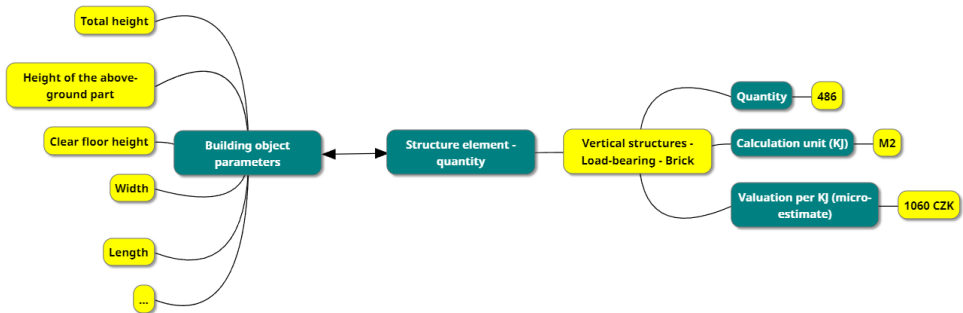 Total height
Height of the above-
ground part
Clear floor height
Width
Length
...
Building object
parameters
Structure element -
quantity
Vertical structures -
Load-bearing - Brick
Quantity
486
Calculation unit (KJ)
M2
Valuation per KJ (micro-
estimate)
1060 CZK